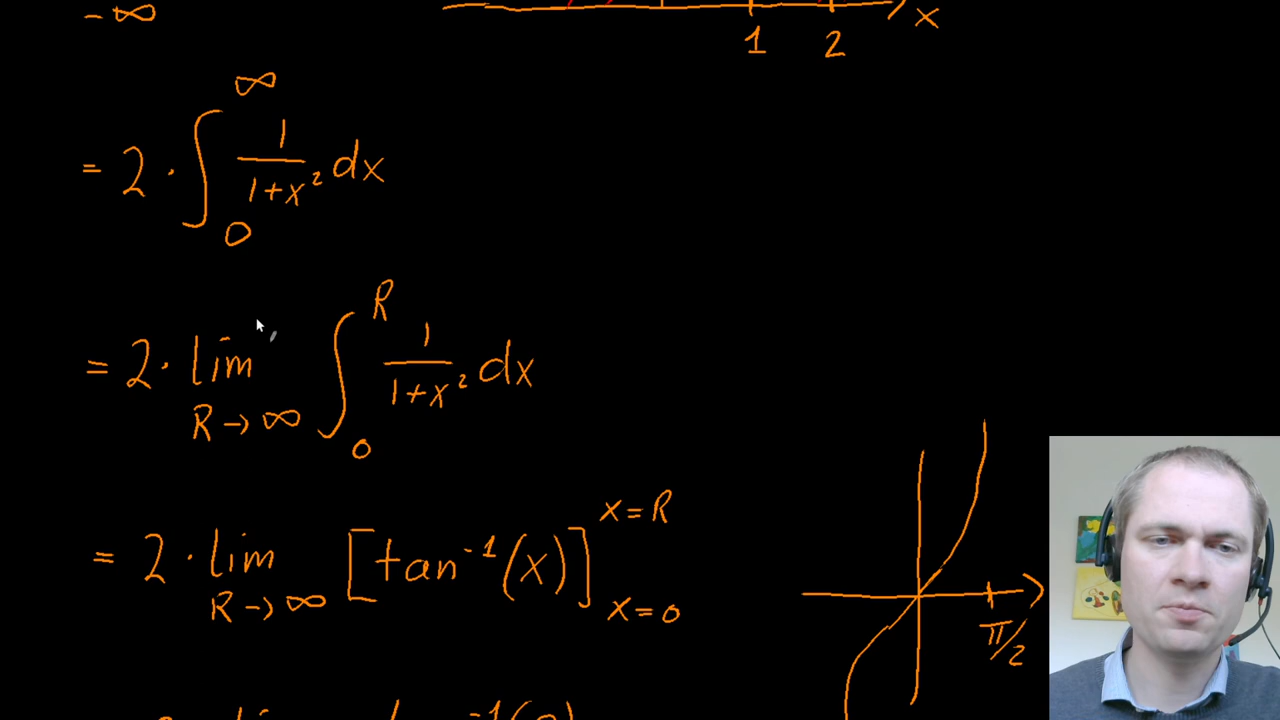 -∞
x
1 2
= 2 · ∫₀^∞ 1/(1+x²) dx
= 2 · lim R→∞ ∫₀^R 1/(1+x²) dx
= 2 · lim R→∞ [tan⁻¹(x)] x=R x=0
π/2